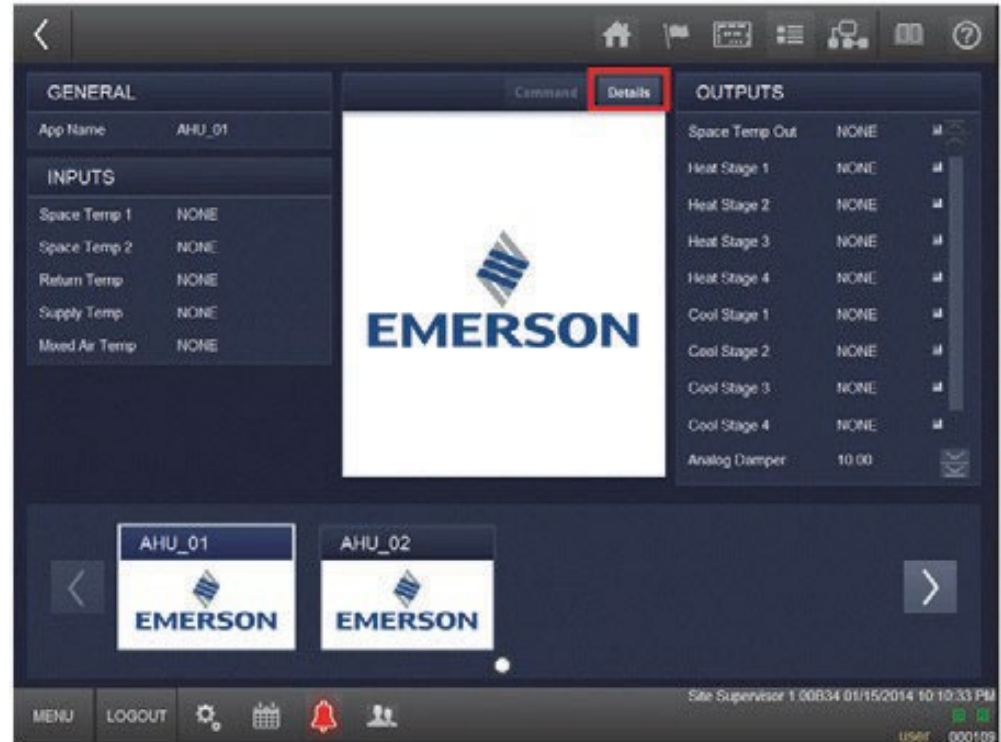 GENERAL
App Name AHU_01
INPUTS
Space Temp 1 NONE
Space Temp 2 NONE
Return Temp NONE
Supply Temp NONE
Mixed Air Temp NONE
Command Details
EMERSON
OUTPUTS
Space Temp Out NONE
Heat Stage 1 NONE
Heat Stage 2 NONE
Heat Stage 3 NONE
Heat Stage 4 NONE
Cool Stage 1 NONE
Cool Stage 2 NONE
Cool Stage 3 NONE
Cool Stage 4 NONE
Analog Damper 10.00
AHU_01
EMERSON
AHU_02
EMERSON
MENU LOGOUT
Site Supervisor 1.00B34 01/15/2014 10:10:33 PM
user 000109